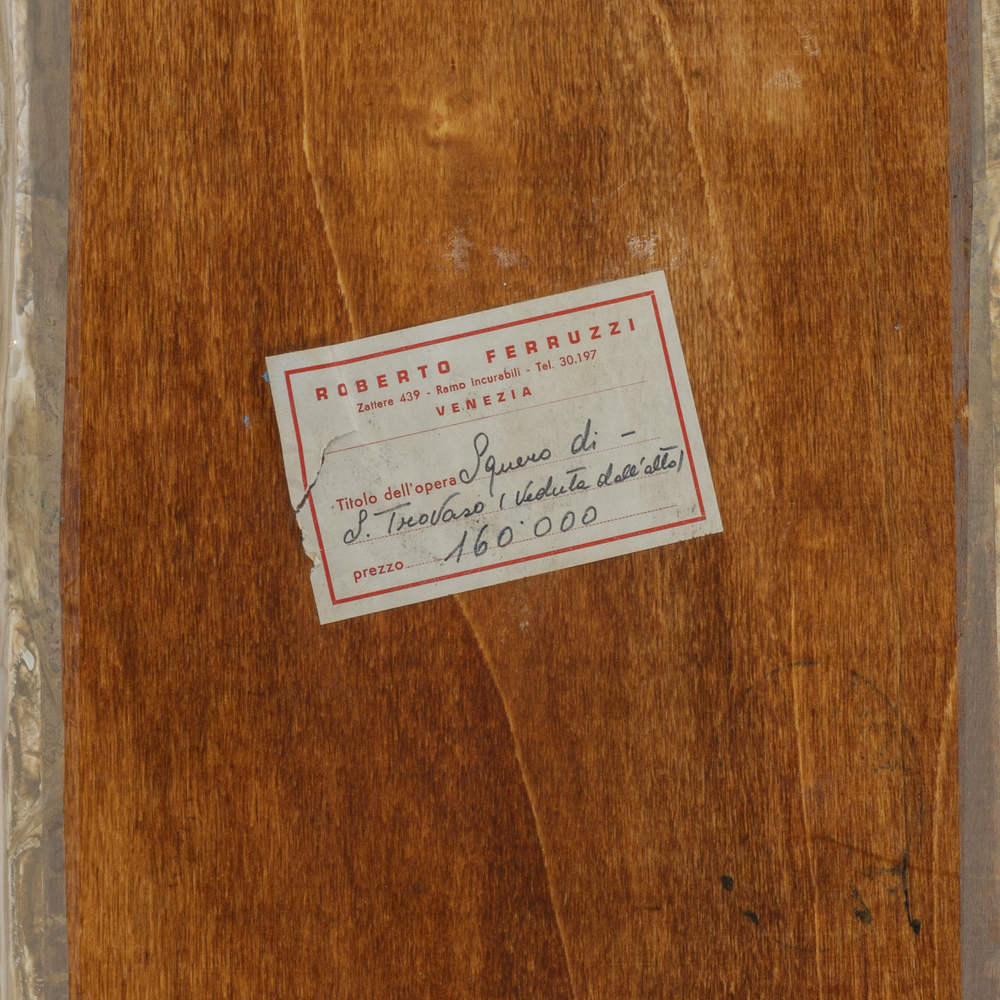 ROBERTO FERRUZZI
Zattere 439 - Ramo Incurabili - Tel. 30.197
VENEZIA
Titolo dell'opera Squero di -
S. Trovaso (Veduta dall'alto)
prezzo 160'000